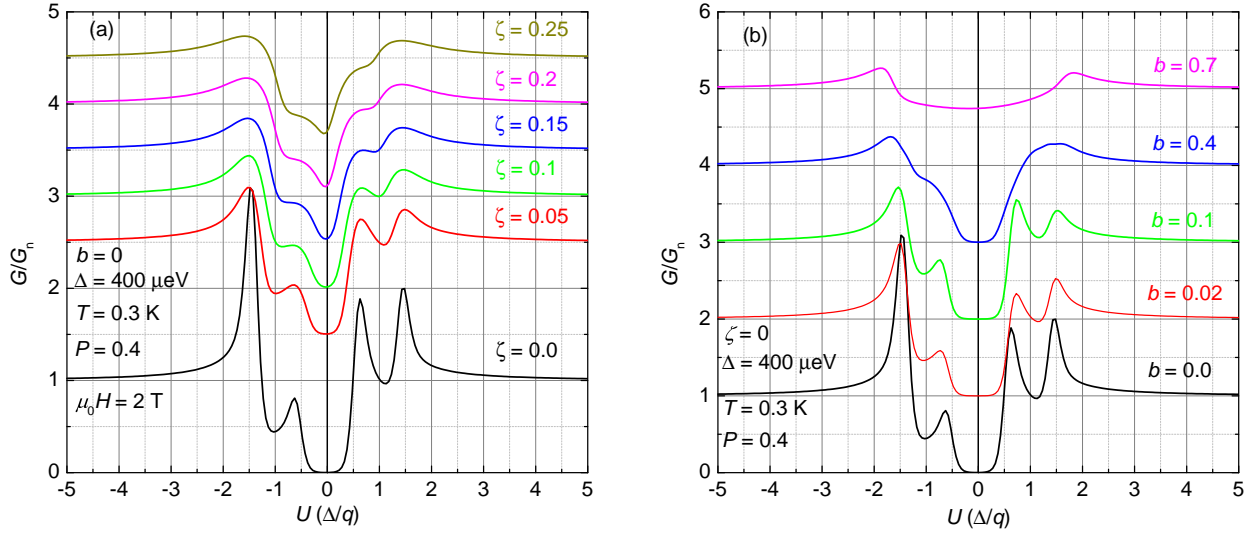 (a)
ζ = 0.25
ζ = 0.2
ζ = 0.15
ζ = 0.1
ζ = 0.05
ζ = 0.0
b = 0
Δ = 400 μeV
T = 0.3 K
P = 0.4
μ₀H = 2 T
5
4
3
2
1
0
G/Gₙ
-5 -4 -3 -2 -1 0 1 2 3 4 5
U (Δ/q)
(b)
b = 0.7
b = 0.4
b = 0.1
b = 0.02
b = 0.0
ζ = 0
Δ = 400 μeV
T = 0.3 K
P = 0.4
6
5
4
3
2
1
0
G/Gₙ
-5 -4 -3 -2 -1 0 1 2 3 4 5
U (Δ/q)